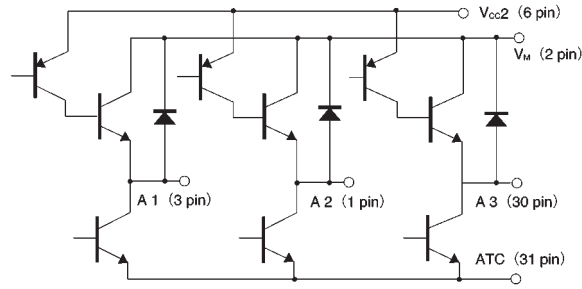 Vcc2 (6 pin)
VM (2 pin)
A 1 (3 pin)
A 2 (1 pin)
A 3 (30 pin)
ATC (31 pin)